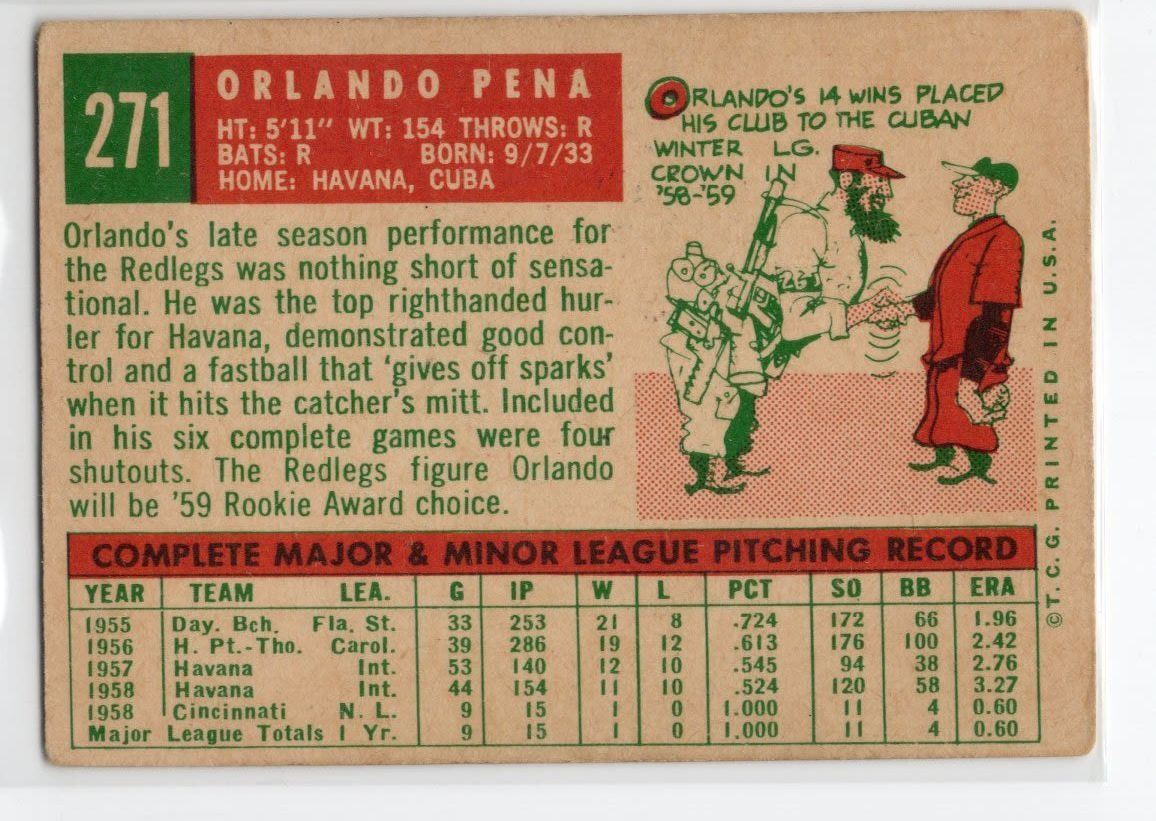 271
ORLANDO PENA
HT: 5'11" WT: 154 THROWS: R
BATS: R BORN: 9/7/33
HOME: HAVANA, CUBA
ORLANDO'S 14 WINS PLACED
HIS CLUB TO THE CUBAN
WINTER LG.
CROWN IN
'58-'59
Orlando's late season performance for
the Redlegs was nothing short of sensa-
tional. He was the top righthanded hur-
ler for Havana, demonstrated good con-
trol and a fastball that 'gives off sparks'
when it hits the catcher's mitt. Included
in his six complete games were four
shutouts. The Redlegs figure Orlando
will be '59 Rookie Award choice.
COMPLETE MAJOR & MINOR LEAGUE PITCHING RECORD
YEAR TEAM LEA. G IP W L PCT SO BB ERA
1955 Day. Bch. Fla. St. 33 253 21 8 .724 172 66 1.96
1956 H. Pt.-Tho. Carol. 39 286 19 12 .613 176 100 2.42
1957 Havana Int. 53 140 12 10 .545 94 38 2.76
1958 Havana Int. 44 154 11 10 .524 120 58 3.27
1958 Cincinnati N. L. 9 15 1 0 1.000 11 4 0.60
Major League Totals 1 Yr. 9 15 1 0 1.000 11 4 0.60
© T. C. G. PRINTED IN U.S.A.